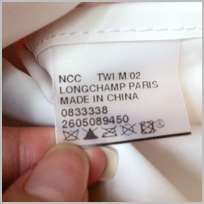 NCC TWI M.02
LONGCHAMP PARIS
MADE IN CHINA
0833338
2605089450